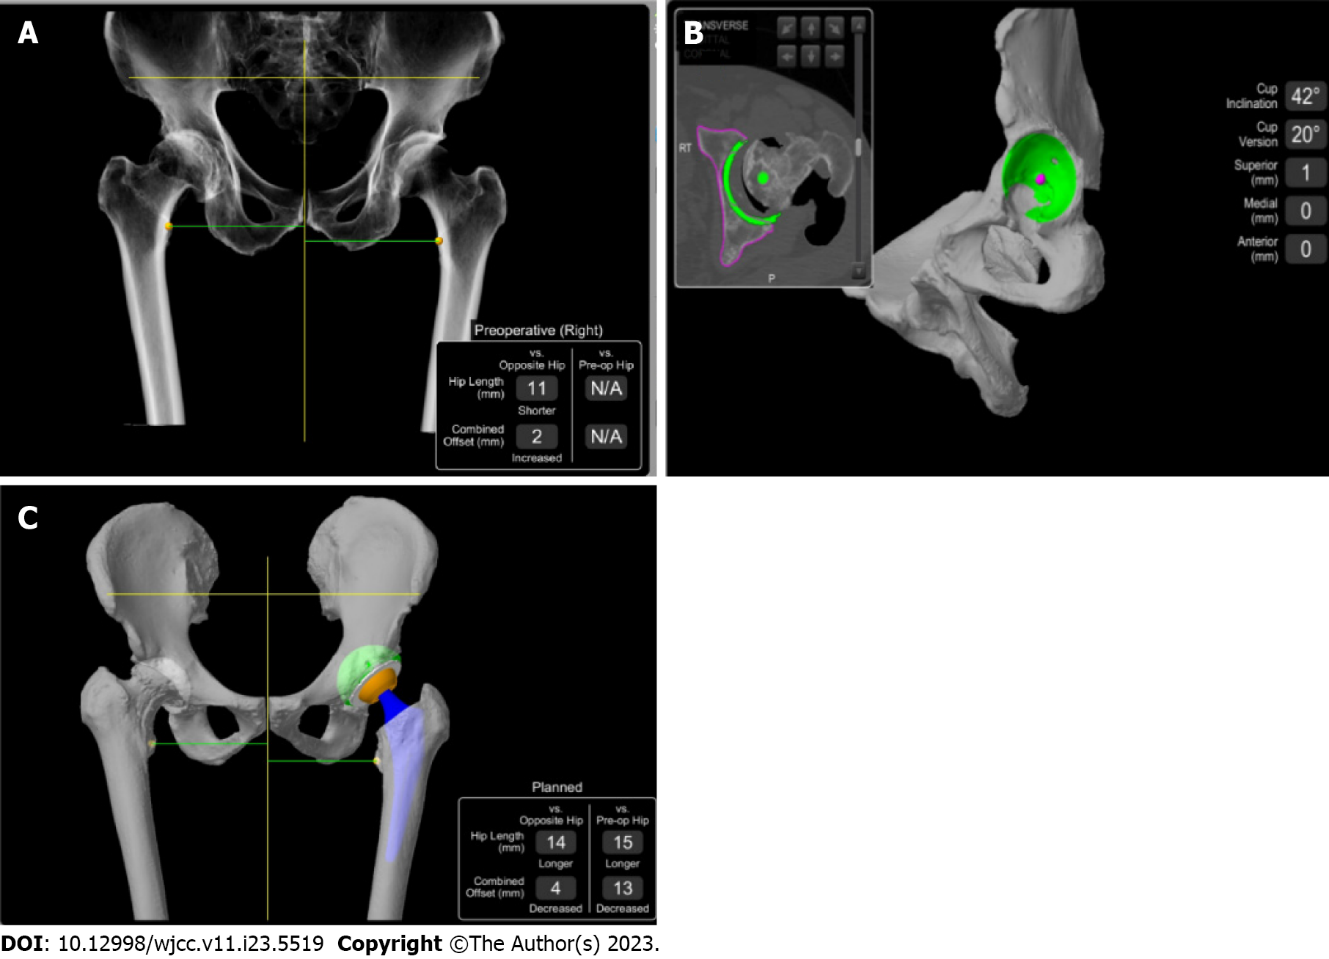 A
Preoperative (Right)
vs.
Opposite Hip
vs.
Pre-op Hip
Hip Length
(mm)
11
N/A
Shorter
Combined
Offset (mm)
2
N/A
Increased
B
RT
P
Cup
Inclination
42°
Cup
Version
20°
Superior
(mm)
1
Medial
(mm)
0
Anterior
(mm)
0
C
Planned
vs.
Opposite Hip
vs.
Pre-op Hip
Hip Length
(mm)
14
15
Longer
Longer
Combined
Offset (mm)
4
13
Decreased
Decreased
DOI: 10.12998/wjcc.v11.i23.5519 Copyright ©The Author(s) 2023.